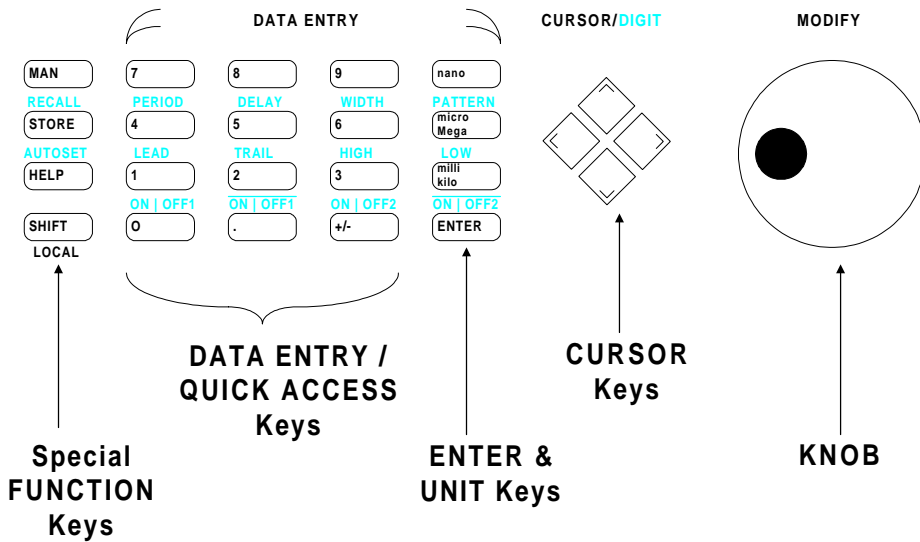 DATA ENTRY CURSOR/DIGIT MODIFY
MAN 7 8 9 nano
RECALL PERIOD DELAY WIDTH PATTERN
STORE 4 5 6 micro
Mega
AUTOSET LEAD TRAIL HIGH LOW
HELP 1 2 3 milli
kilo
ON | OFF1 ON | OFF1 ON | OFF2 ON | OFF2
SHIFT 0 . +/- ENTER
LOCAL
DATA ENTRY /
QUICK ACCESS
Keys
CURSOR
Keys
Special
FUNCTION
Keys
ENTER &
UNIT Keys
KNOB